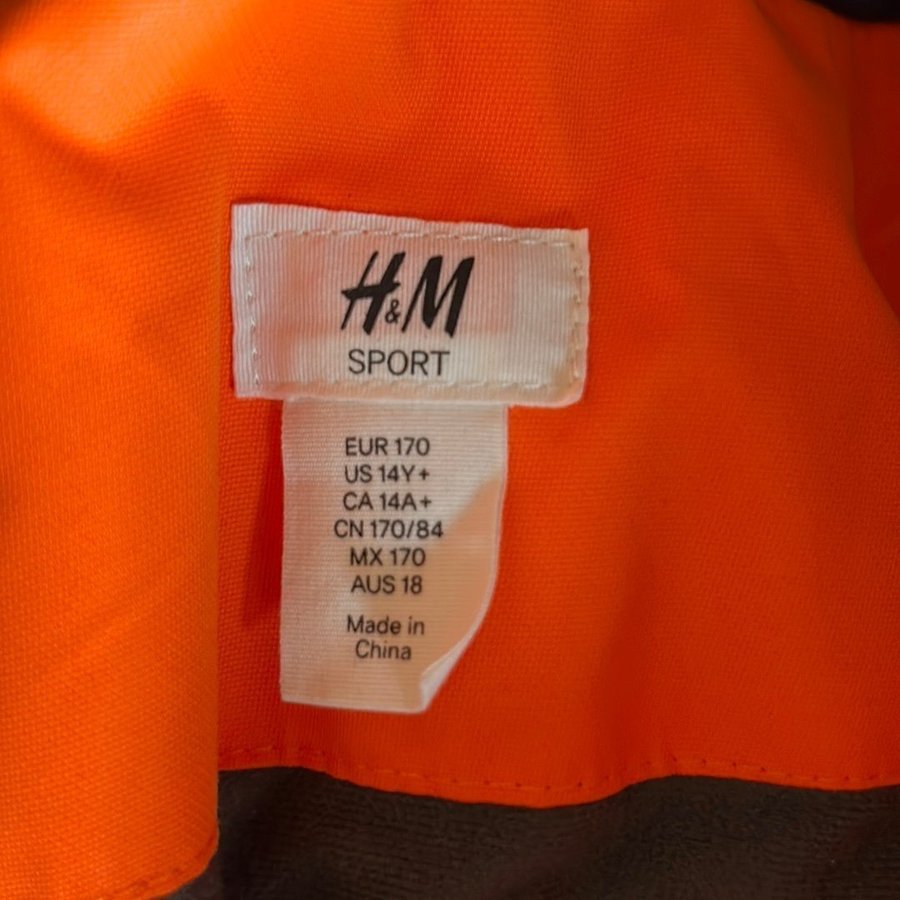 H&M
SPORT
EUR 170
US 14Y+
CA 14A+
CN 170/84
MX 170
AUS 18
Made in
China